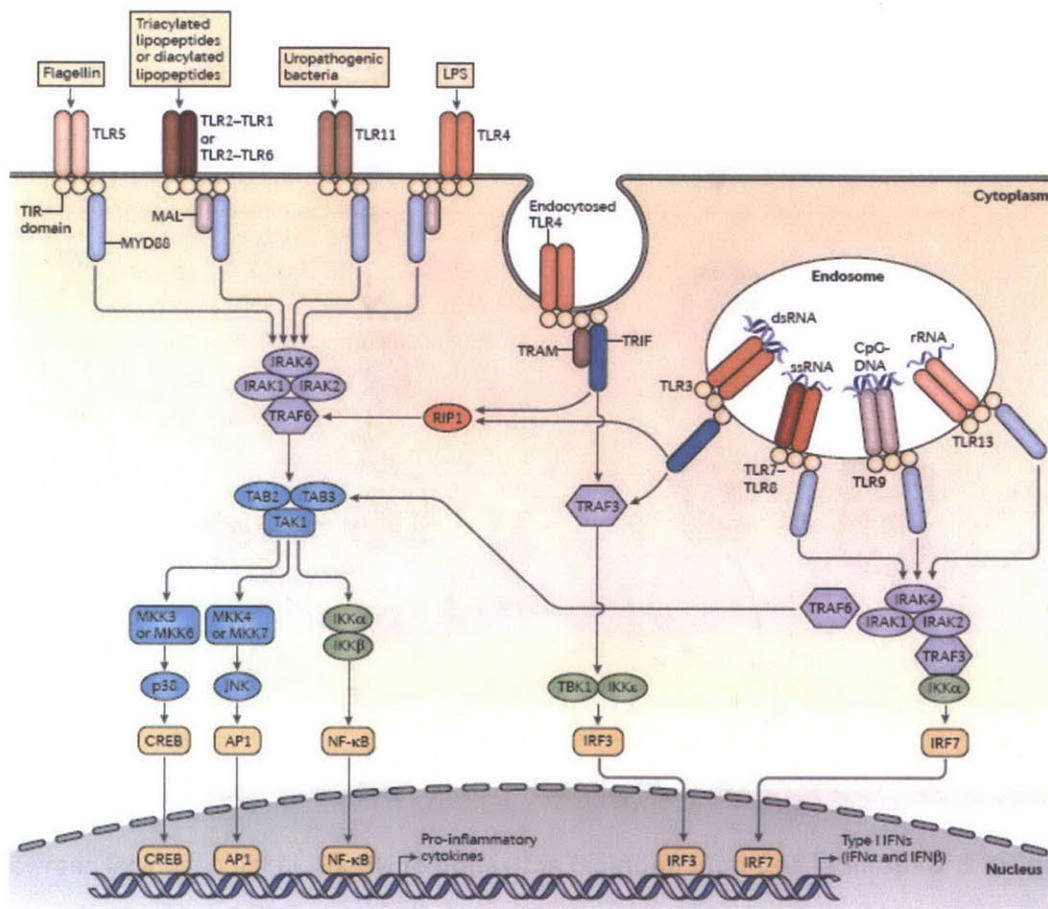 Triacylated
lipopeptides
or diacylated
lipopeptides
Flagellin
Uropathogenic
bacteria
LPS
TLR5
TLR2–TLR1
or
TLR2–TLR6
TLR11
TLR4
TIR
domain
MAL
MYD88
Cytoplasm
Endocytosed
TLR4
Endosome
dsRNA
ssRNA
CpG-
DNA
rRNA
TRAM
TRIF
TLR3
TLR7–
TLR8
TLR9
TLR13
IRAK4
IRAK1
IRAK2
TRAF6
RIP1
TRAF3
TAB2
TAB3
TAK1
TRAF6
IRAK4
IRAK1
IRAK2
TRAF3
IKKα
MKK3
or MKK6
MKK4
or MKK7
IKKα
IKKβ
p38
JNK
TBK1
IKKε
CREB
AP1
NF-κB
IRF3
IRF7
CREB
AP1
NF-κB
Pro-inflammatory
cytokines
IRF3
IRF7
Type I IFNs
(IFNα and IFNβ)
Nucleus